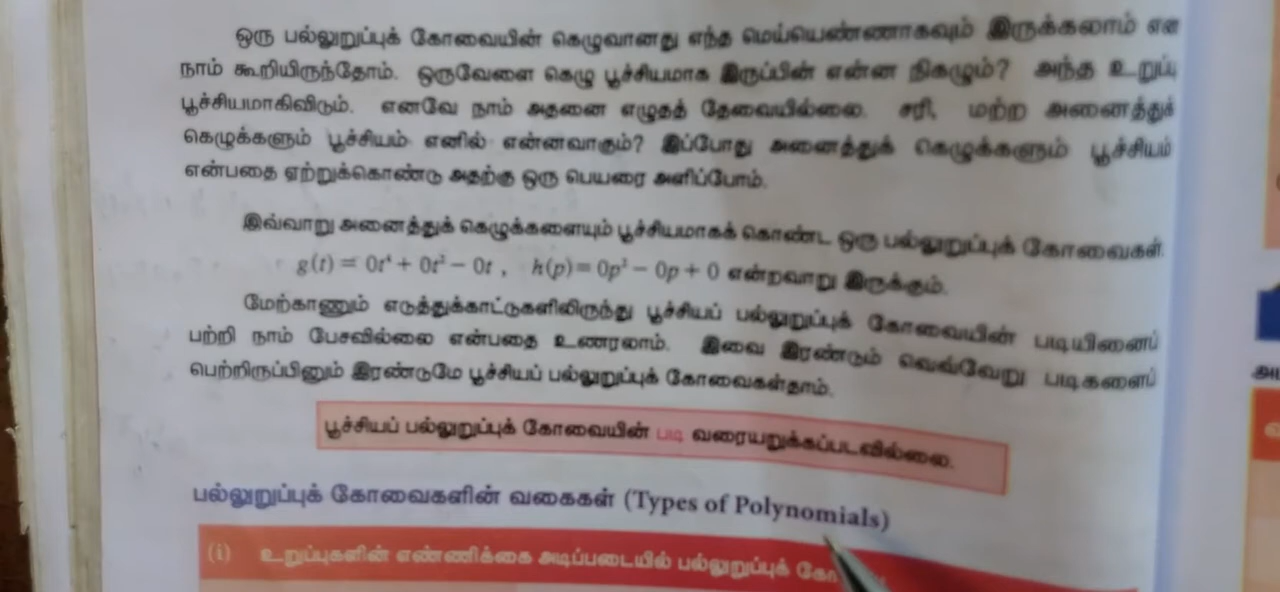 ஒரு பல்லுறுப்புக் கோவையின் கெழுவானது எந்த மெய்யெண்ணாகவும் இருக்கலாம் என
நாம் கூறியிருந்தோம். ஒருவேளை கெழு பூச்சியமாக இருப்பின் என்ன நிகழும்? அந்த உறுப்பு
பூச்சியமாகிவிடும். எனவே நாம் அதனை எழுதத் தேவையில்லை. சரி, மற்ற அனைத்துக்
கெழுக்களும் பூச்சியம் எனில் என்னவாகும்? இப்போது அனைத்துக் கெழுக்களும் பூச்சியம்
என்பதை ஏற்றுக்கொண்டு அதற்கு ஒரு பெயரை அளிப்போம்.
இவ்வாறு அனைத்துக் கெழுக்களையும் பூச்சியமாகக் கொண்ட ஒரு பல்லுறுப்புக் கோவைகள்
g(t) = 0t⁴ + 0t² − 0t , h(p) = 0p² − 0p + 0 என்றவாறு இருக்கும்.
மேற்காணும் எடுத்துக்காட்டுகளிலிருந்து பூச்சியப் பல்லுறுப்புக் கோவையின் படியினைப்
பற்றி நாம் பேசவில்லை என்பதை உணரலாம். இவை இரண்டும் வெவ்வேறு படிகளைப்
பெற்றிருப்பினும் இரண்டுமே பூச்சியப் பல்லுறுப்புக் கோவைகள்தாம்.
பூச்சியப் பல்லுறுப்புக் கோவையின் படி வரையறுக்கப்படவில்லை.
பல்லுறுப்புக் கோவைகளின் வகைகள் (Types of Polynomials)
(i) உறுப்புகளின் எண்ணிக்கை அடிப்படையில் பல்லுறுப்புக்